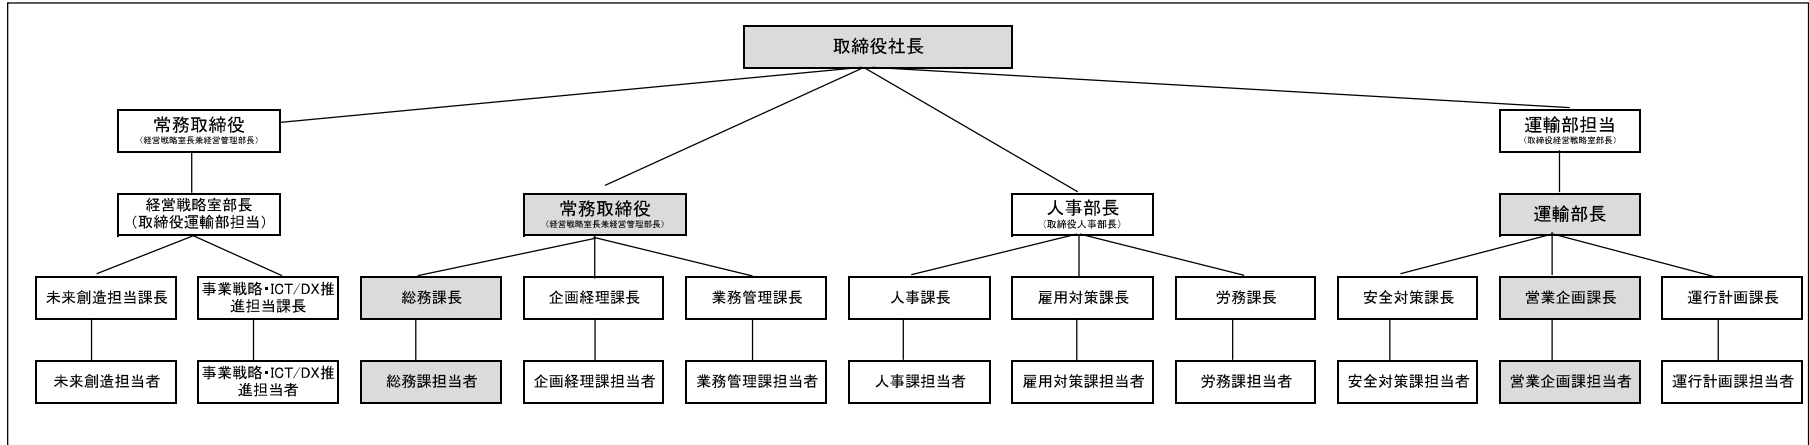 取締役社長
常務取締役
（経営戦略室長兼経営管理部長）
運輸部担当
（取締役経営戦略室部長）
経営戦略室部長
（取締役運輸部担当）
常務取締役
（経営戦略室長兼経営管理部長）
人事部長
（取締役人事部長）
運輸部長
未来創造担当課長
事業戦略・ICT/DX推
進担当課長
総務課長
企画経理課長
業務管理課長
人事課長
雇用対策課長
労務課長
安全対策課長
営業企画課長
運行計画課長
未来創造担当者
事業戦略・ICT/DX推
進担当者
総務課担当者
企画経理課担当者
業務管理課担当者
人事課担当者
雇用対策課担当者
労務課担当者
安全対策課担当者
営業企画課担当者
運行計画課担当者